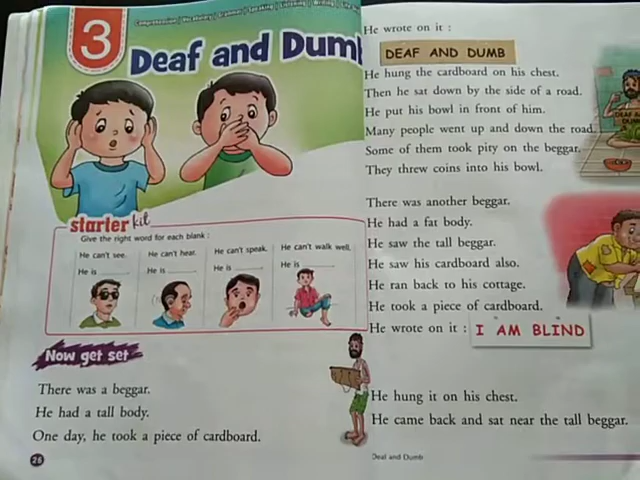 3
Comprehension | Vocabulary | Grammar | Speaking | Listening | Writing |
Deaf and Dumb
starter kit
Give the right word for each blank :
He can't see.
He is
He can't hear.
He is
He can't speak.
He is
He can't walk well.
He is
Now get set
There was a beggar.
He had a tall body.
One day, he took a piece of cardboard.
26
He wrote on it :
DEAF AND DUMB
He hung the cardboard on his chest.
Then he sat down by the side of a road.
He put his bowl in front of him.
Many people went up and down the road.
Some of them took pity on the beggar.
They threw coins into his bowl.
There was another beggar.
He had a fat body.
He saw the tall beggar.
He saw his cardboard also.
He ran back to his cottage.
He took a piece of cardboard.
He wrote on it : I AM BLIND
He hung it on his chest.
He came back and sat near the tall beggar.
Deaf and Dumb